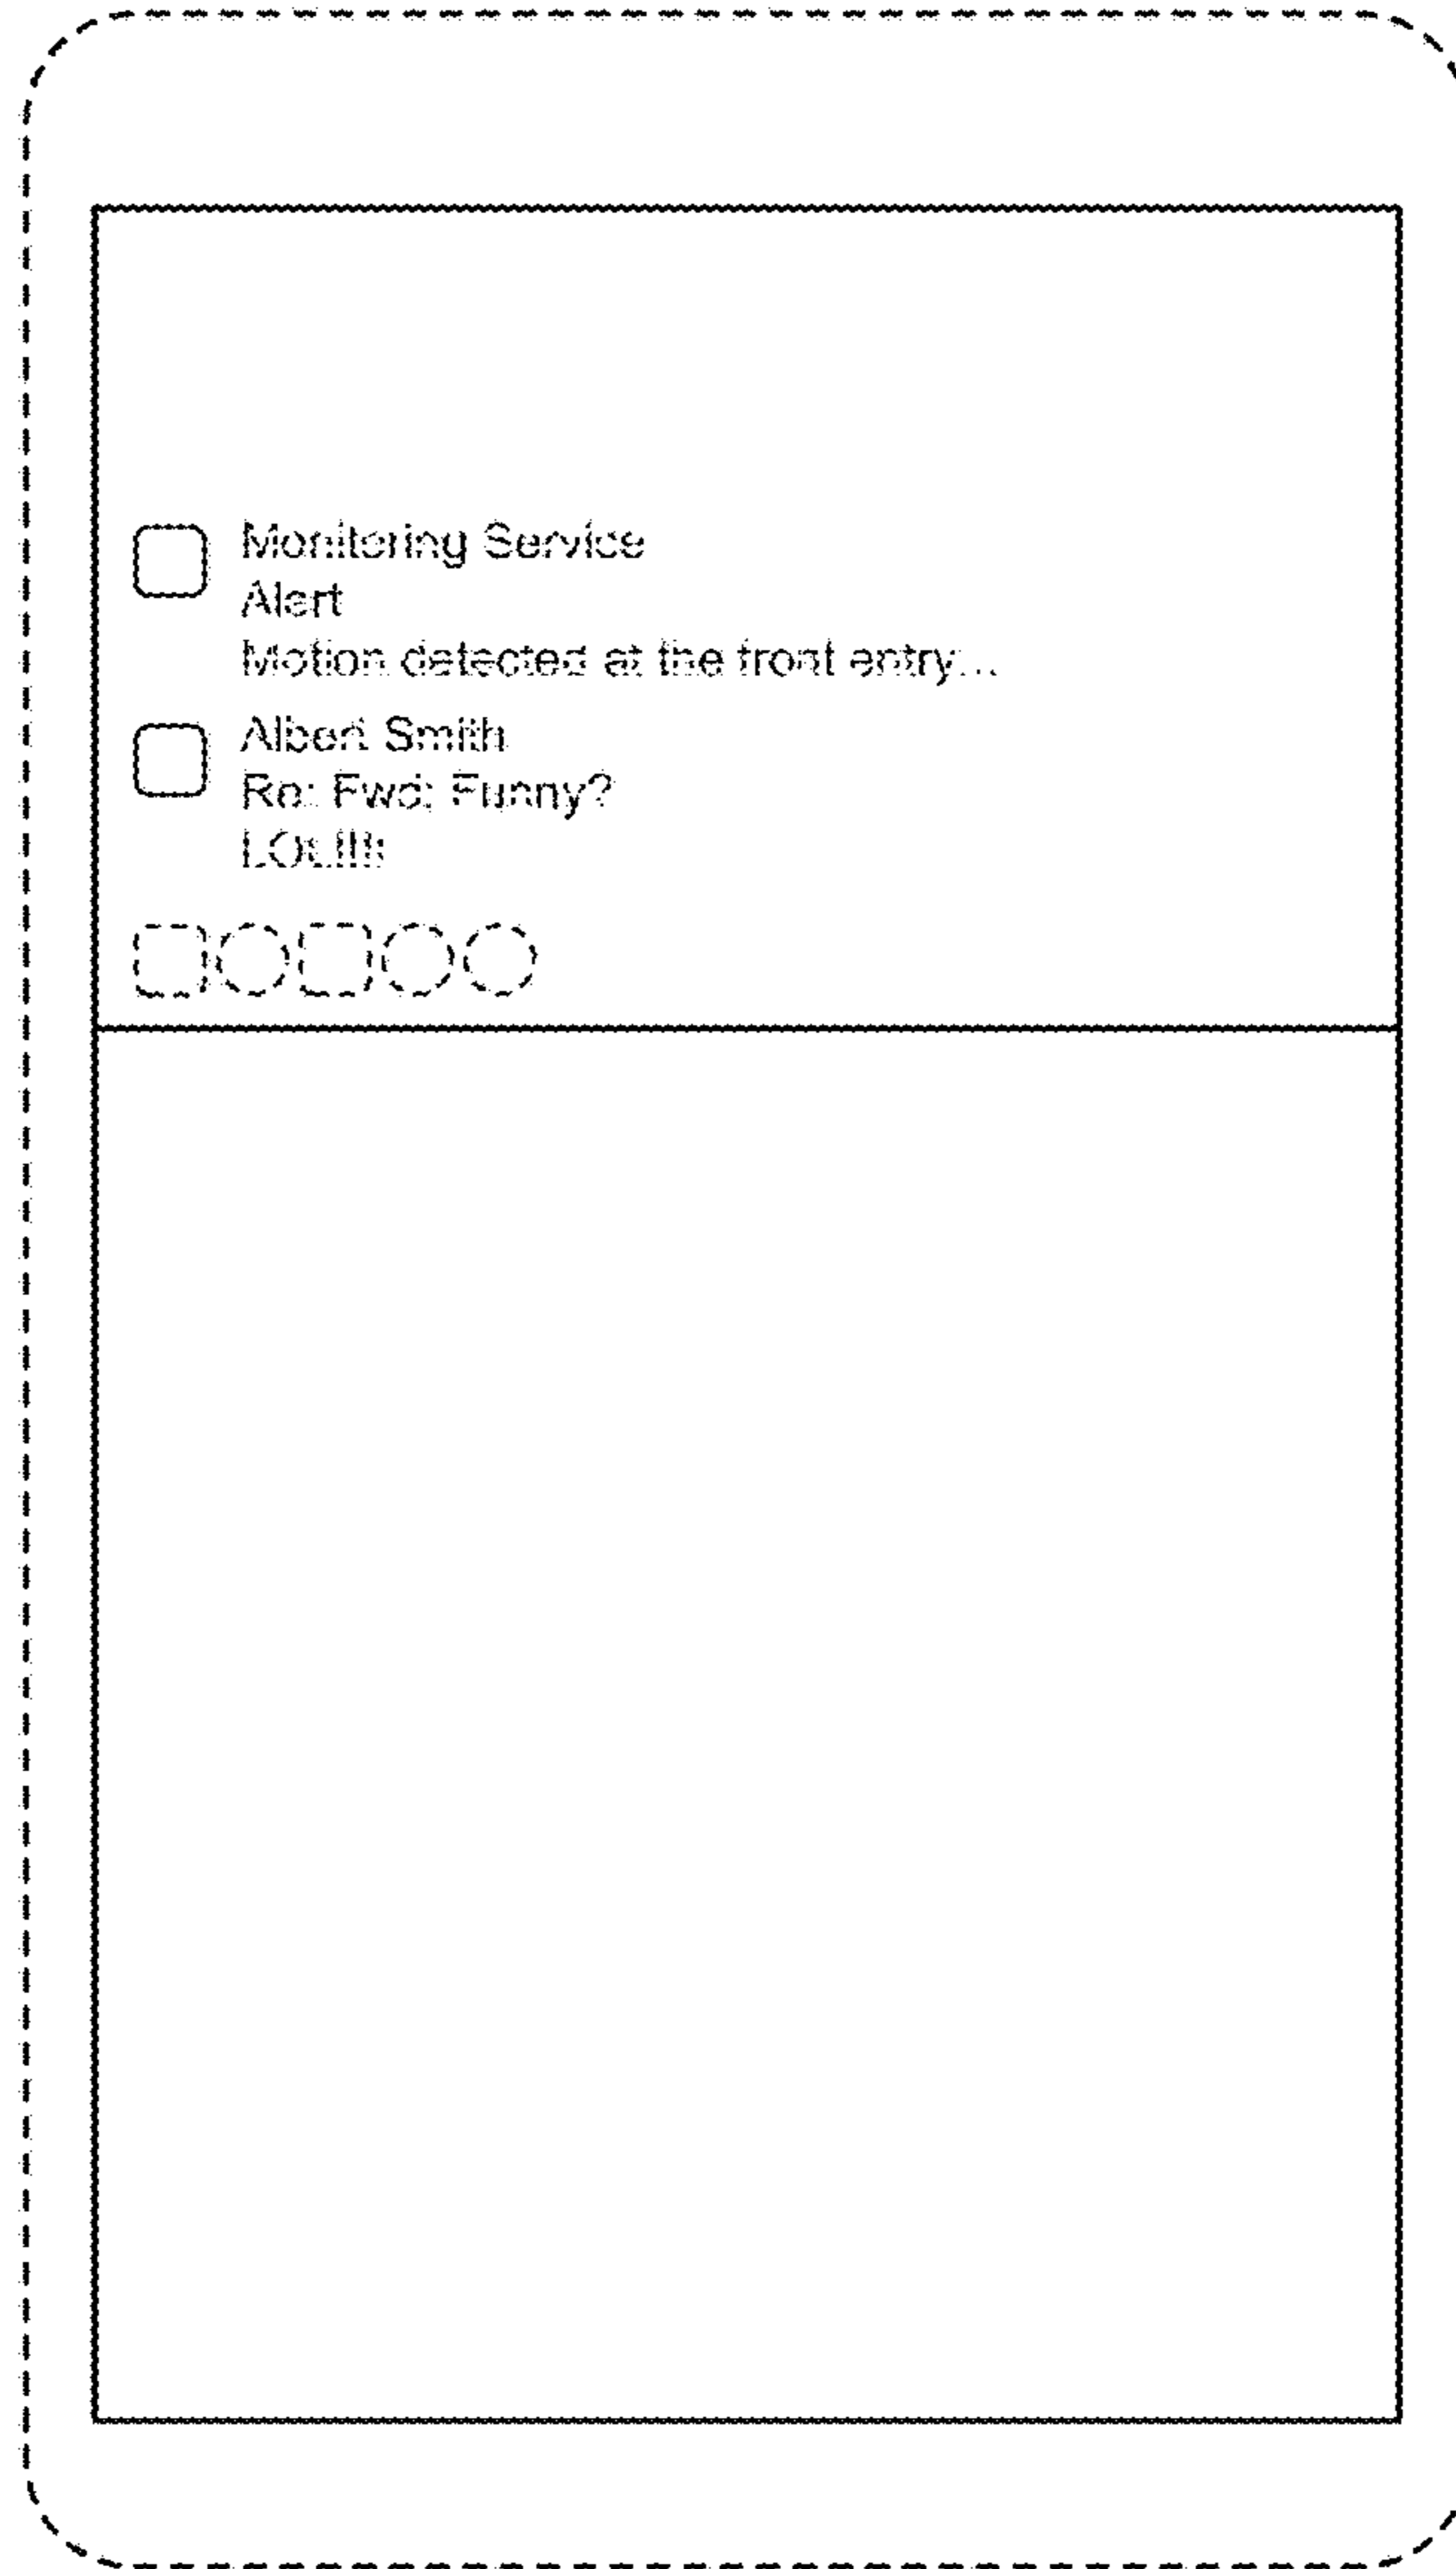 Monitoring Service
Alert
Motion detected at the front entry...
Albert Smith
Re: Fwd: Funny?
LOL!!!!